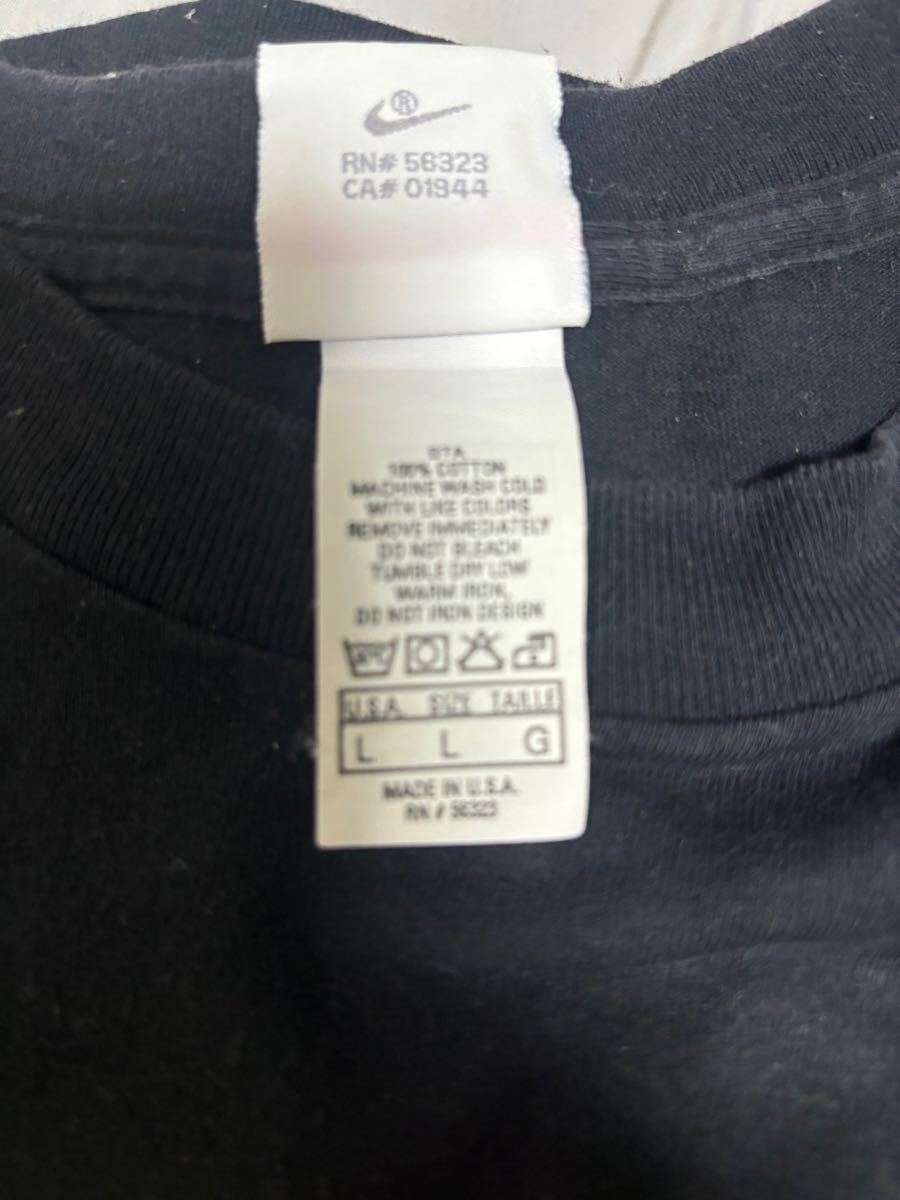 ®
RN# 56323
CA# 01944
100% COTTON
MACHINE WASH COLD
WITH LIKE COLORS
REMOVE IMMEDIATELY
DO NOT BLEACH
TUMBLE DRY LOW
WARM IRON,
DO NOT IRON DESIGN
U.S.A. SIZE TAILLE
L L G
MADE IN U.S.A.
RN # 56323